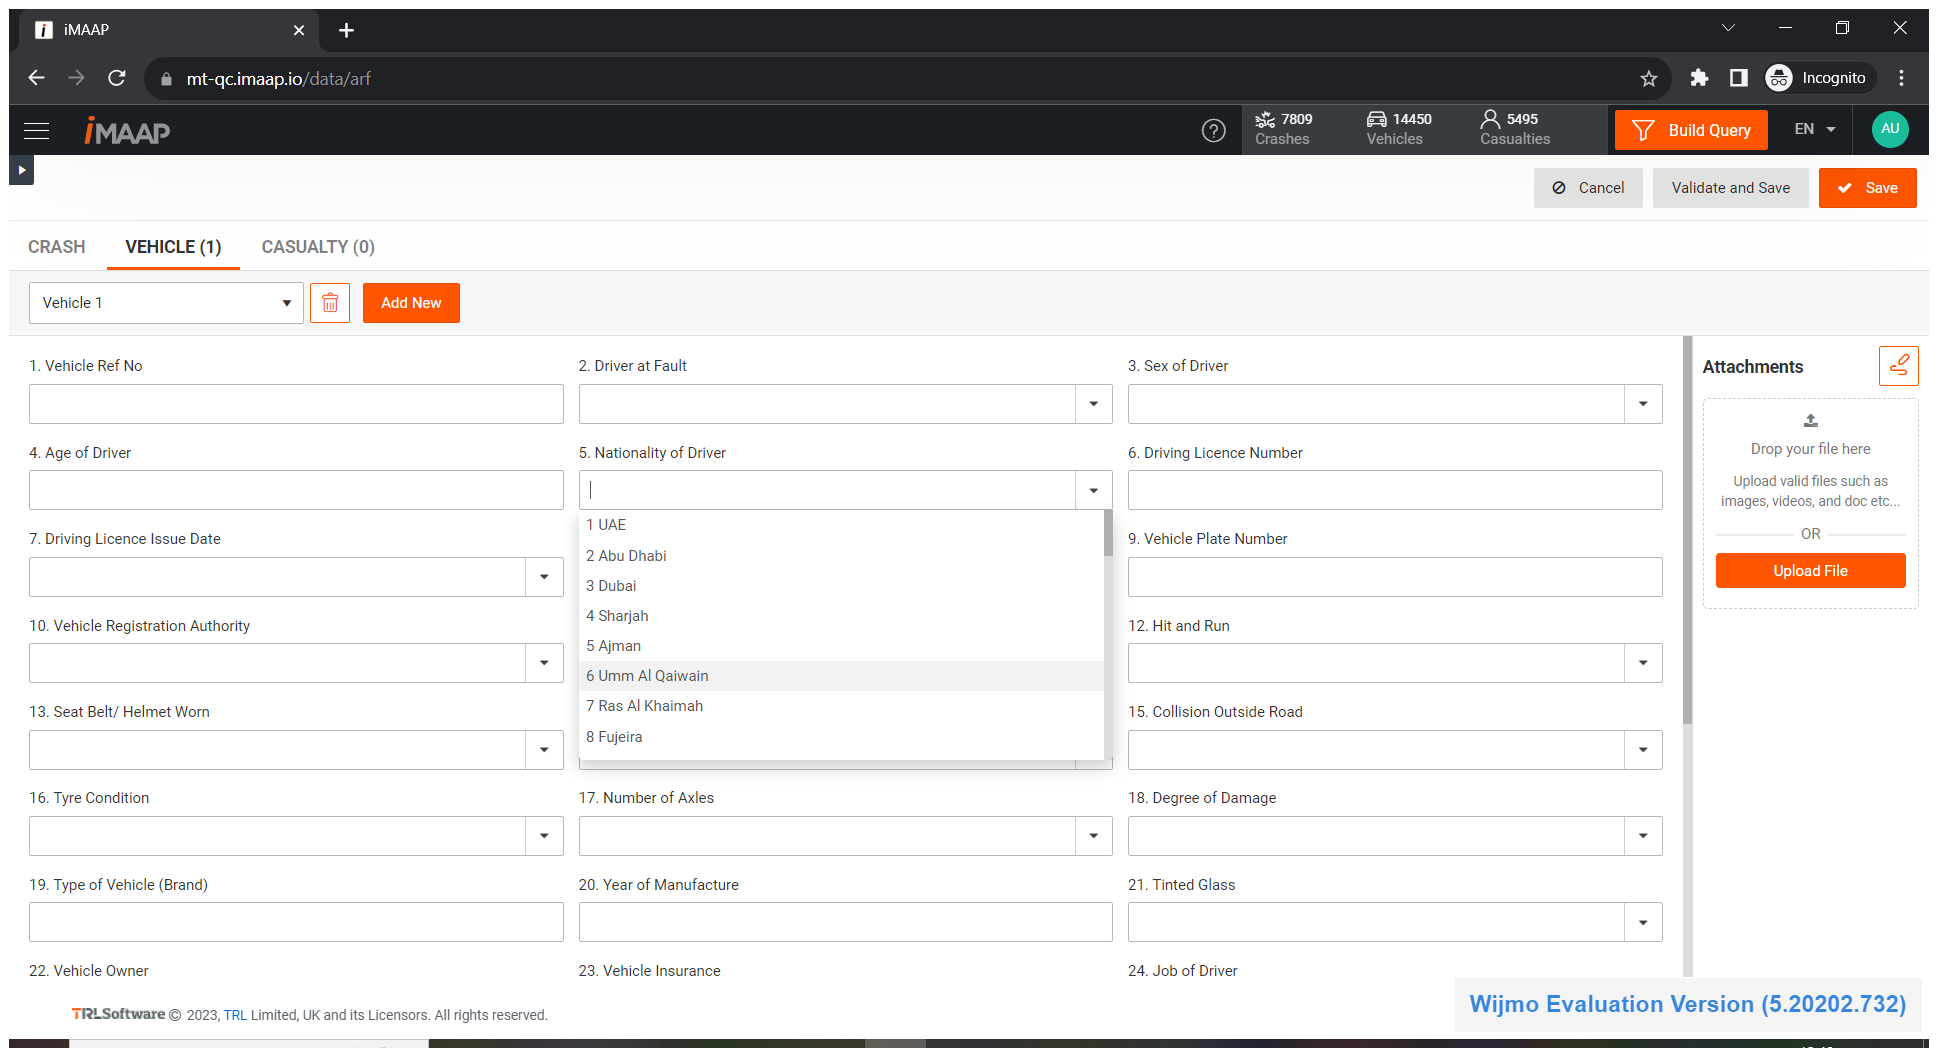 iMAAP
mt-qc.imaap.io/data/arf
Incognito
iMAAP
7809
Crashes
14450
Vehicles
5495
Casualties
Build Query
EN
AU
Cancel
Validate and Save
Save
CRASH
VEHICLE (1)
CASUALTY (0)
Vehicle 1
Add New
1. Vehicle Ref No
2. Driver at Fault
3. Sex of Driver
4. Age of Driver
5. Nationality of Driver
6. Driving Licence Number
1 UAE
2 Abu Dhabi
3 Dubai
4 Sharjah
5 Ajman
6 Umm Al Qaiwain
7 Ras Al Khaimah
8 Fujeira
7. Driving Licence Issue Date
9. Vehicle Plate Number
10. Vehicle Registration Authority
12. Hit and Run
13. Seat Belt/ Helmet Worn
15. Collision Outside Road
16. Tyre Condition
17. Number of Axles
18. Degree of Damage
19. Type of Vehicle (Brand)
20. Year of Manufacture
21. Tinted Glass
22. Vehicle Owner
23. Vehicle Insurance
24. Job of Driver
Attachments
Drop your file here
Upload valid files such as
images, videos, and doc etc...
OR
Upload File
TRLSoftware © 2023, TRL Limited, UK and its Licensors. All rights reserved.
Wijmo Evaluation Version (5.20202.732)